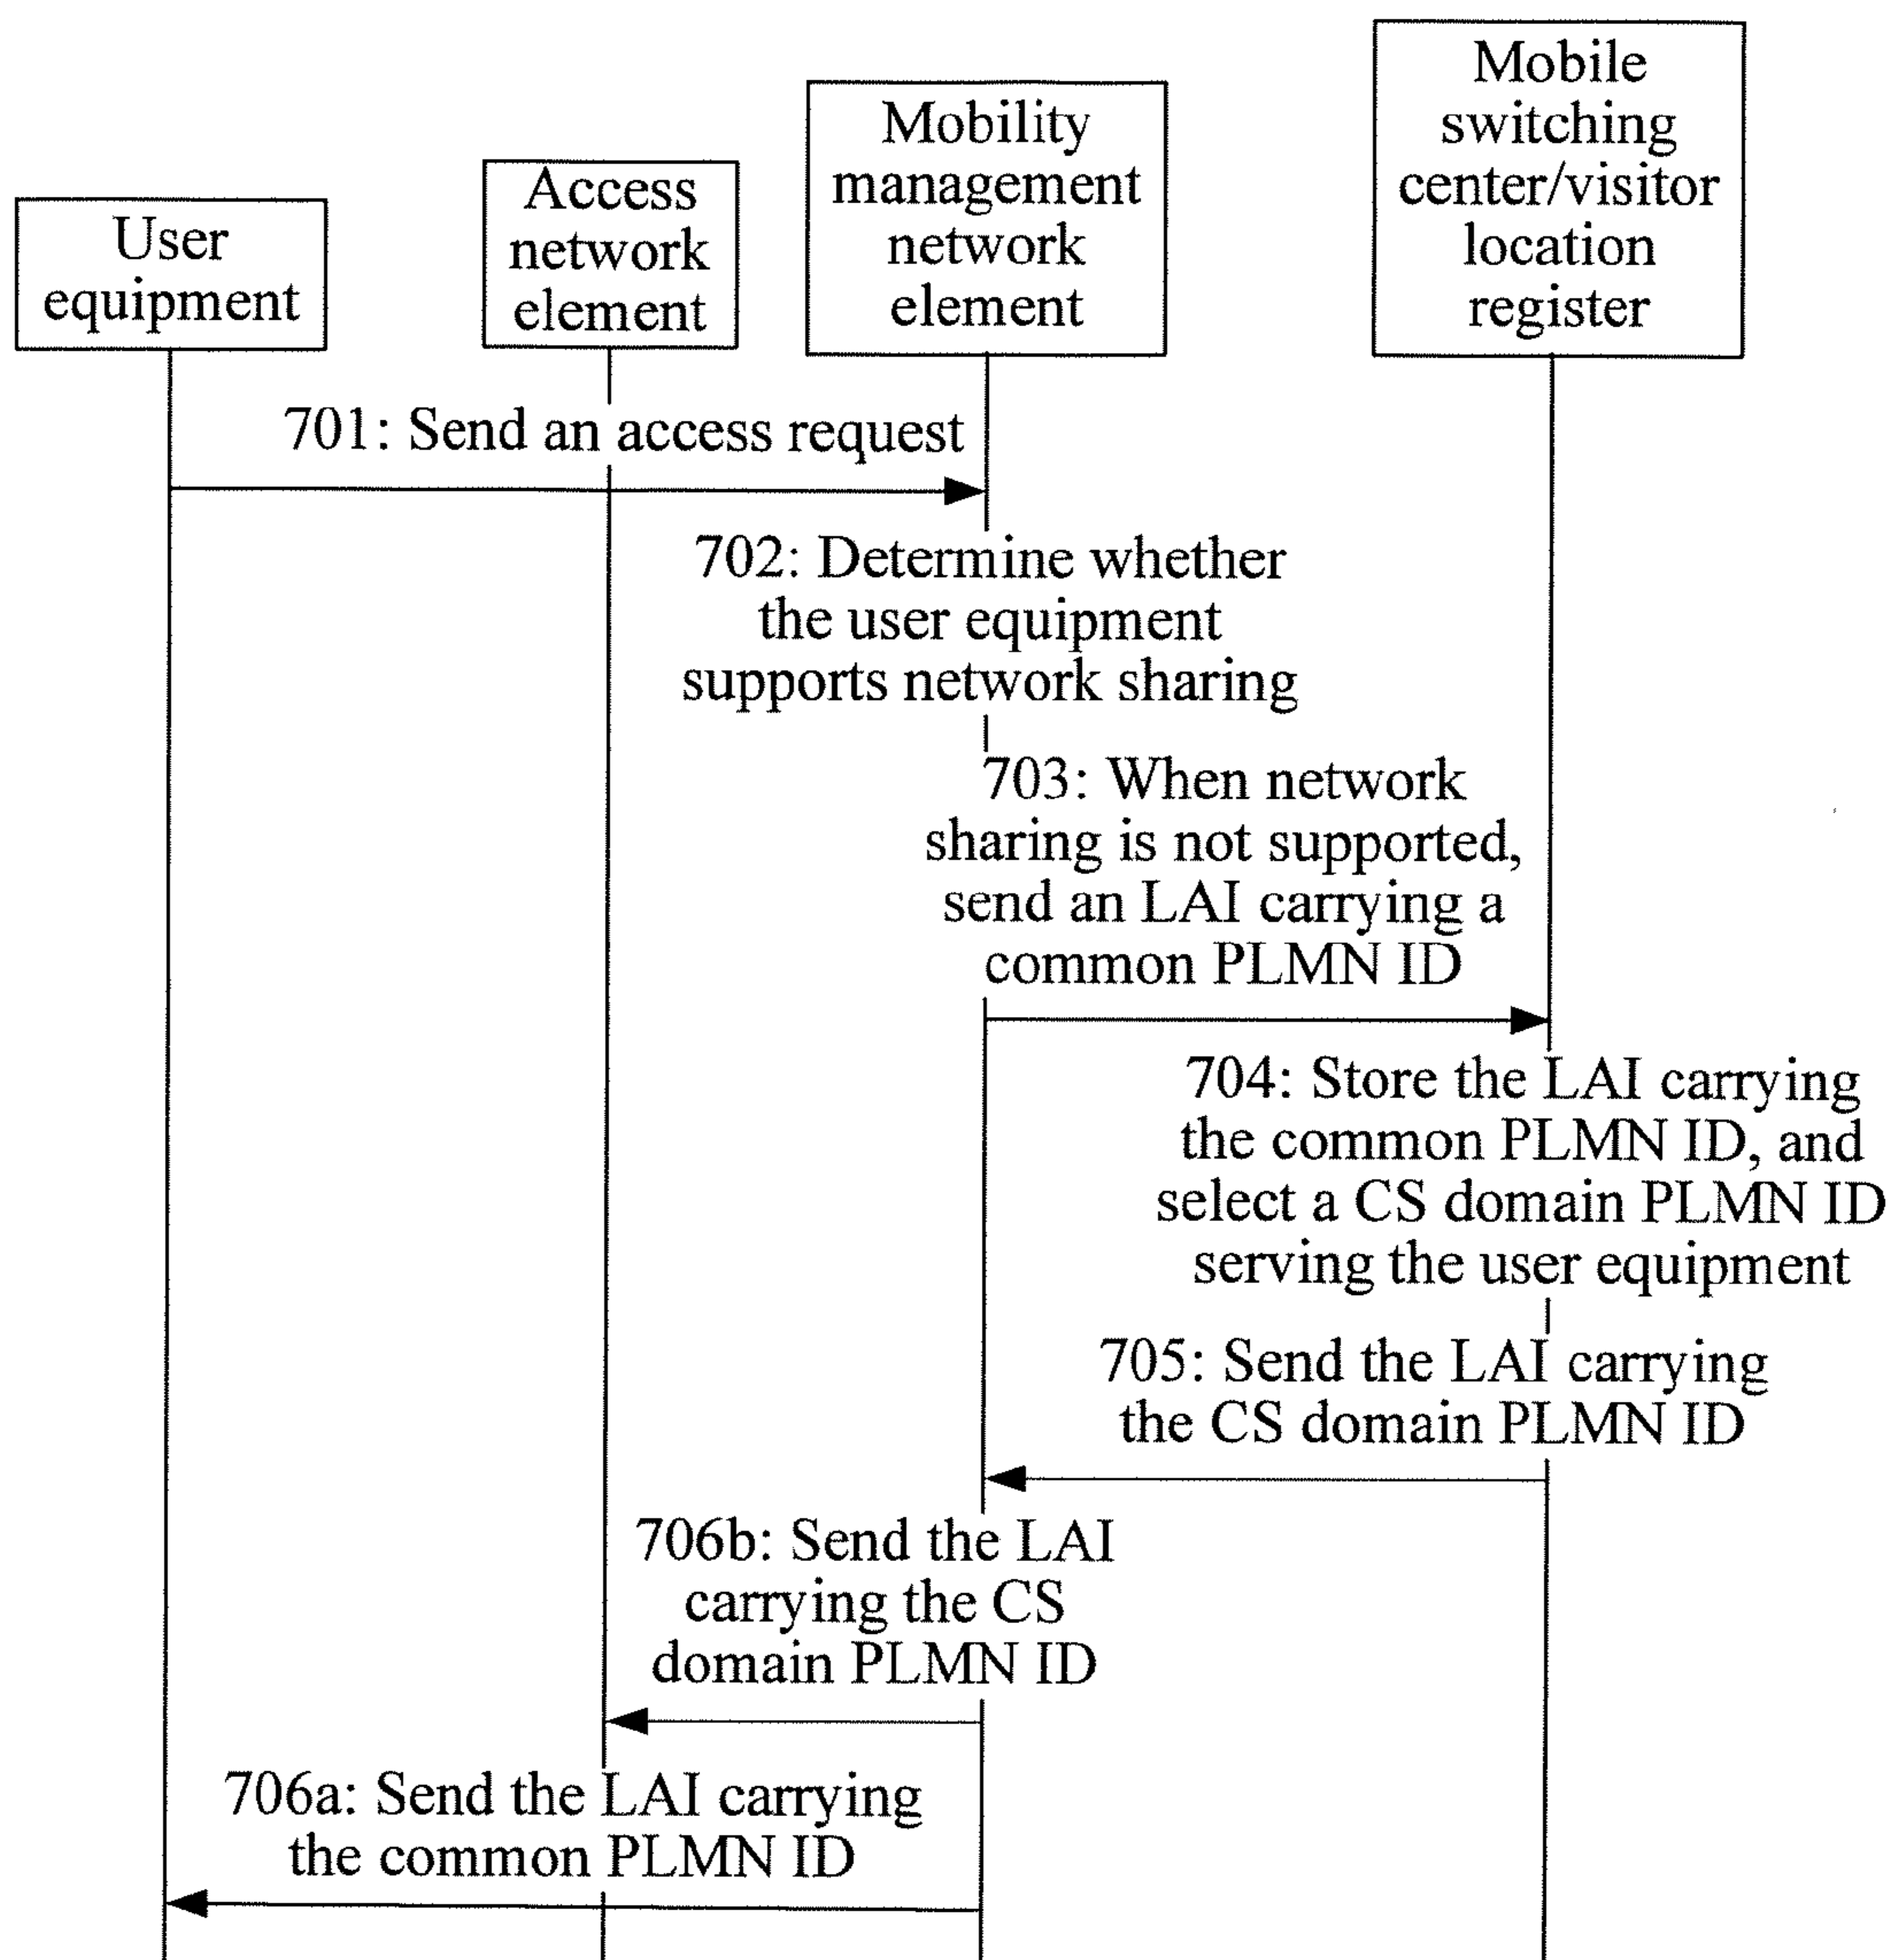 User
equipment
Access
network
element
Mobility
management
network
element
Mobile
switching
center/visitor
location
register
701: Send an access request
702: Determine whether
the user equipment
supports network sharing
703: When network
sharing is not supported,
send an LAI carrying a
common PLMN ID
704: Store the LAI carrying
the common PLMN ID, and
select a CS domain PLMN ID
serving the user equipment
705: Send the LAI carrying
the CS domain PLMN ID
706b: Send the LAI
carrying the CS
domain PLMN ID
706a: Send the LAI carrying
the common PLMN ID